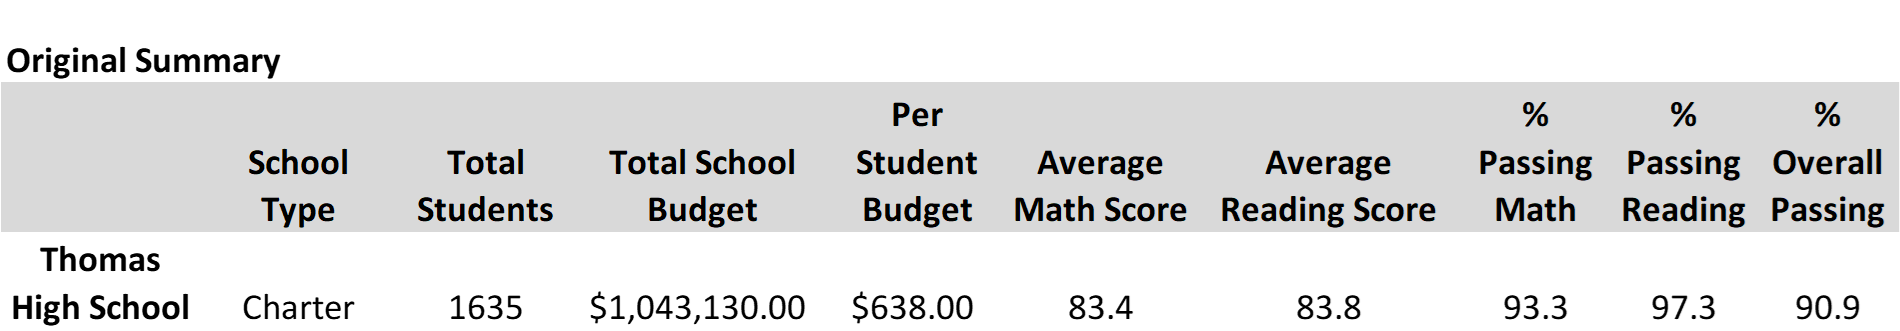 Original Summary
Per % % %
School Total Total School Student Average Average Passing Passing Overall
Type Students Budget Budget Math Score Reading Score Math Reading Passing
Thomas
High School Charter 1635 $1,043,130.00 $638.00 83.4 83.8 93.3 97.3 90.9